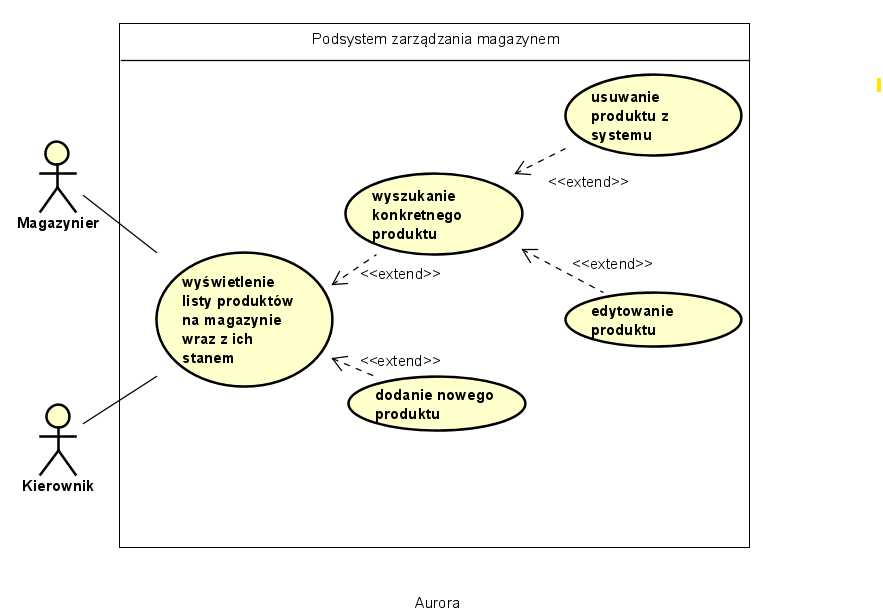 Podsystem zarządzania magazynem
usuwanie
produktu z
systemu
<<extend>>
wyszukanie
konkretnego
produktu
Magazynier
<<extend>>
<<extend>>
wyświetlenie
listy produktów
na magazynie
wraz z ich
stanem
edytowanie
produktu
<<extend>>
dodanie nowego
produktu
Kierownik
Aurora